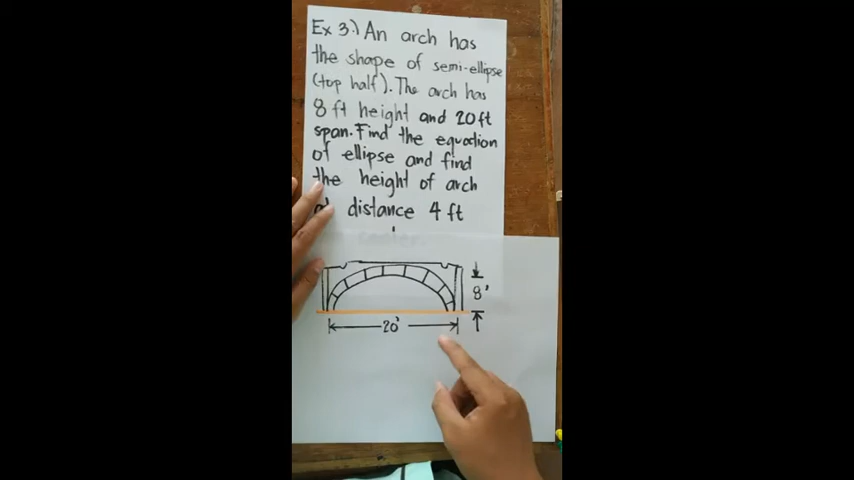 Ex 3.) An arch has
the shape of semi-ellipse
(top half). The arch has
8 ft height and 20 ft
span. Find the equation
of ellipse and find
the height of arch
at distance 4 ft
center.
8'
20'